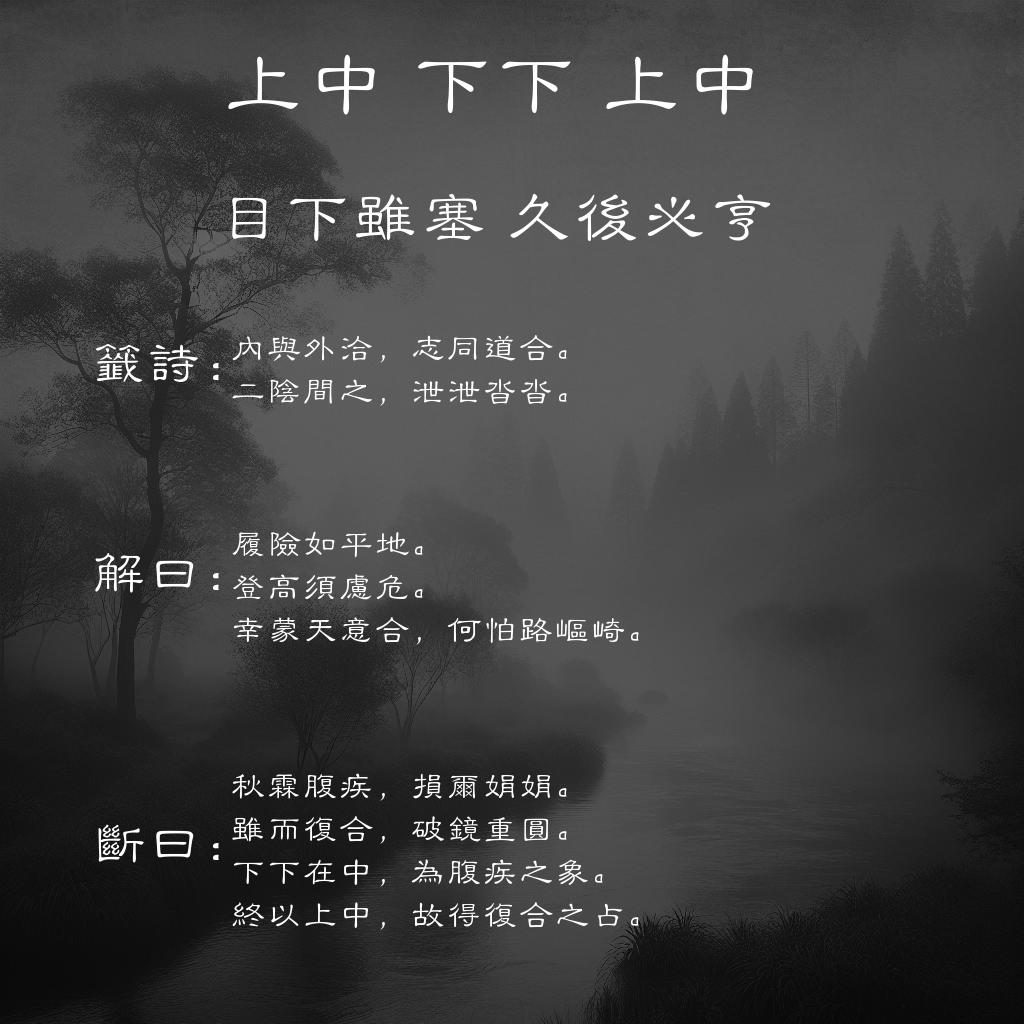 上中 下下 上中
目下雖塞 久後必亨
籤詩：
內與外洽，志同道合。
二陰間之，泄泄沓沓。
解曰：
履險如平地。
登高須慮危。
幸蒙天意合，何怕路嶇崎。
斷曰：
秋霖腹疾，損爾娟娟。
雖而復合，破鏡重圓。
下下在中，為腹疾之象。
終以上中，故得復合之占。